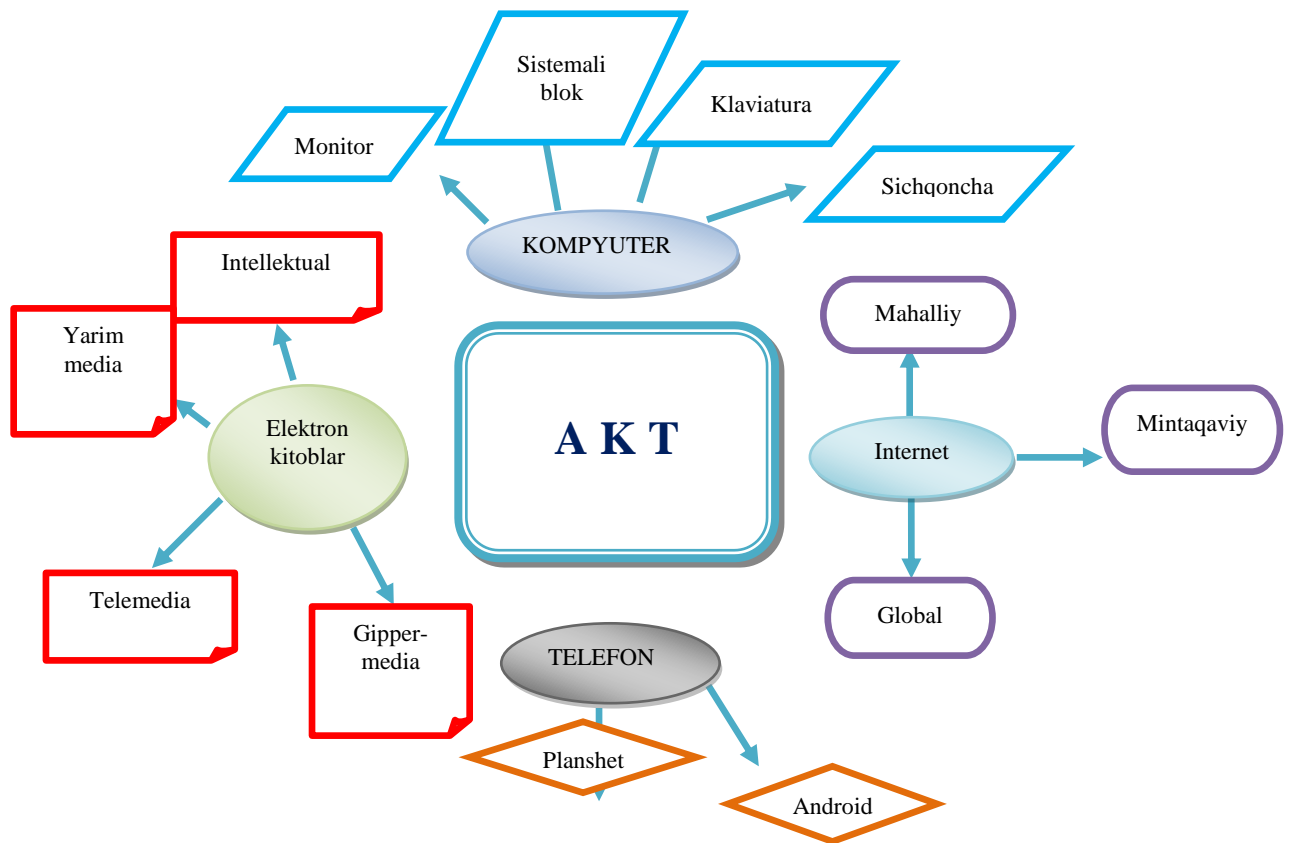 Sistemali
blok
Klaviatura
Monitor
Sichqoncha
KOMPYUTER
Intellektual
Yarim
media
Mahalliy
Mintaqaviy
Elektron
kitoblar
A K T
Internet
Telemedia
Gipper-
media
Global
TELEFON
Planshet
Android